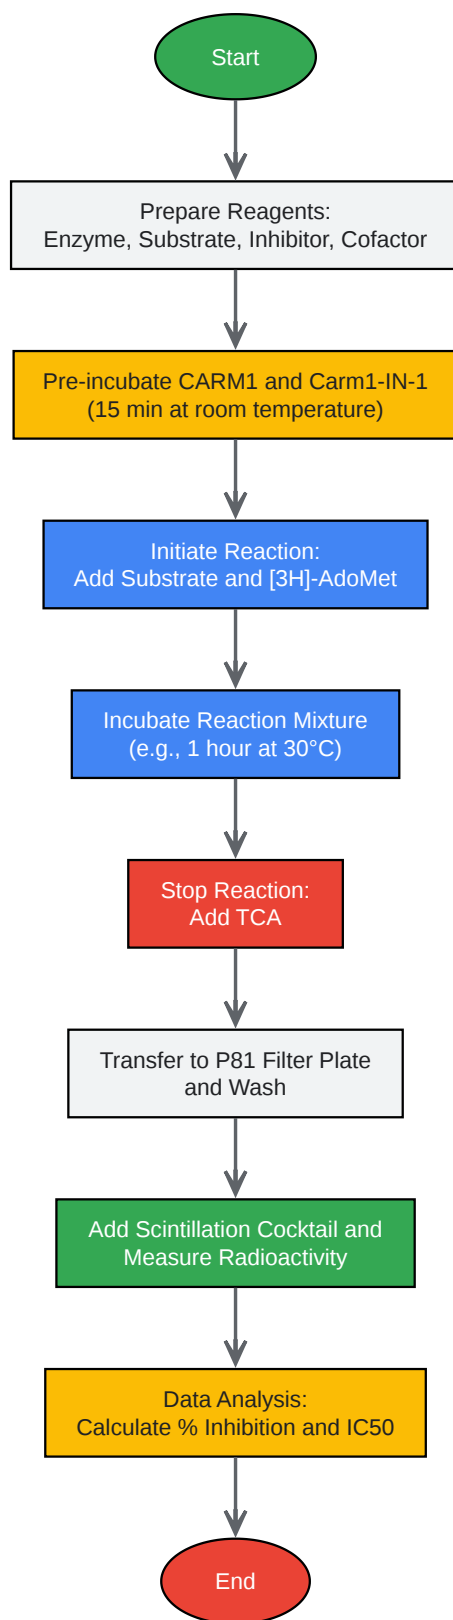 Start
Prepare Reagents:
Enzyme, Substrate, Inhibitor, Cofactor
Pre-incubate CARM1 and Carm1-IN-1
(15 min at room temperature)
Initiate Reaction:
Add Substrate and [3H]-AdoMet
Incubate Reaction Mixture
(e.g., 1 hour at 30°C)
Stop Reaction:
Add TCA
Transfer to P81 Filter Plate
and Wash
Add Scintillation Cocktail and
Measure Radioactivity
Data Analysis:
Calculate % Inhibition and IC50
End